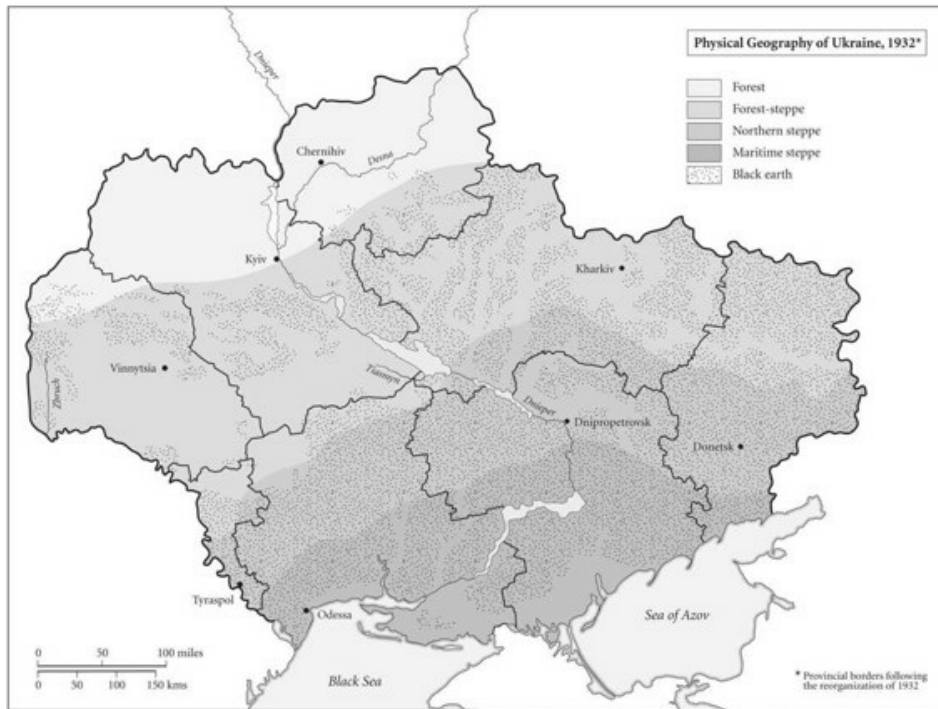 Physical Geography of Ukraine, 1932*
Forest
Forest-steppe
Northern steppe
Maritime steppe
Black earth
Dnieper
Chernihiv
Desna
Kyiv
Kharkiv
Vinnytsia
Zbruch
Tiasmyn
Dnieper
Dnipropetrovsk
Donetsk
Tyraspol
Odessa
Sea of Azov
Black Sea
0 50 100 miles
0 50 100 150 kms
* Provincial borders following
the reorganization of 1932